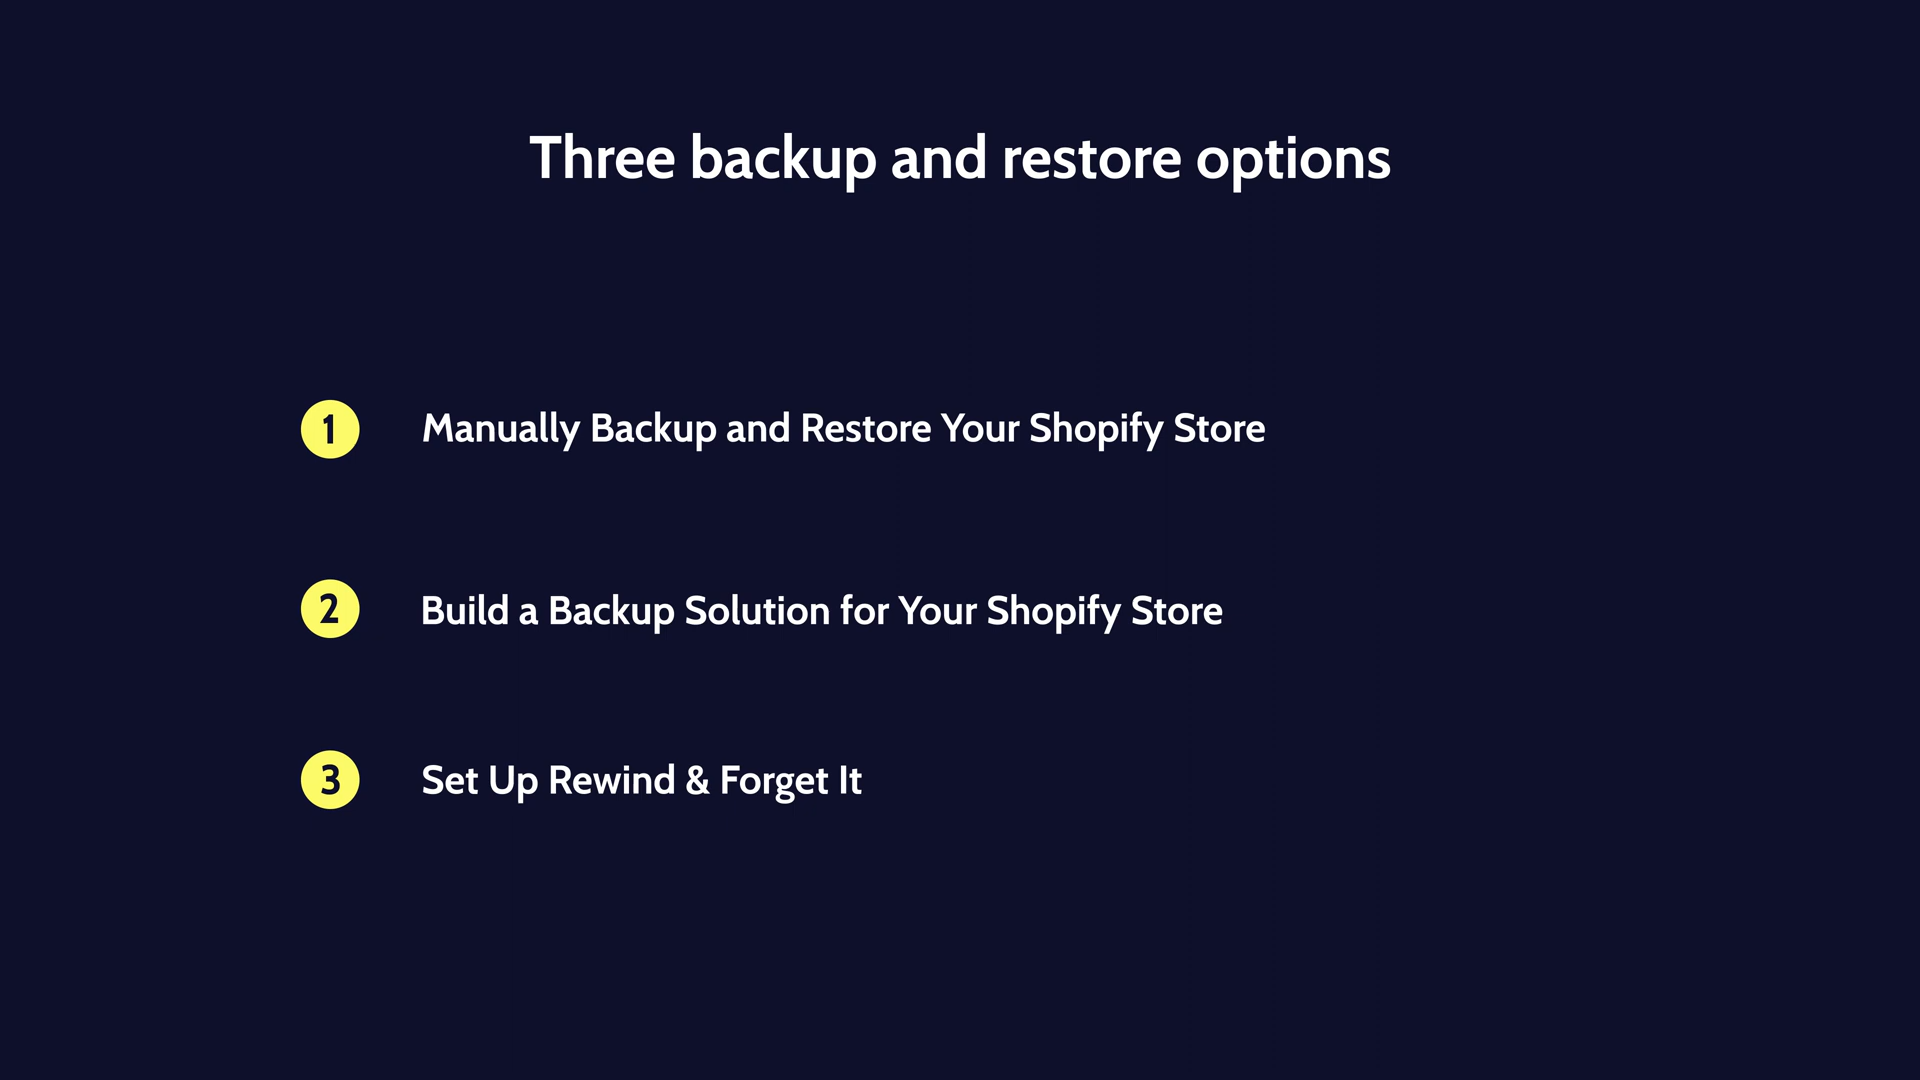 Three backup and restore options
1 Manually Backup and Restore Your Shopify Store
2 Build a Backup Solution for Your Shopify Store
3 Set Up Rewind & Forget It